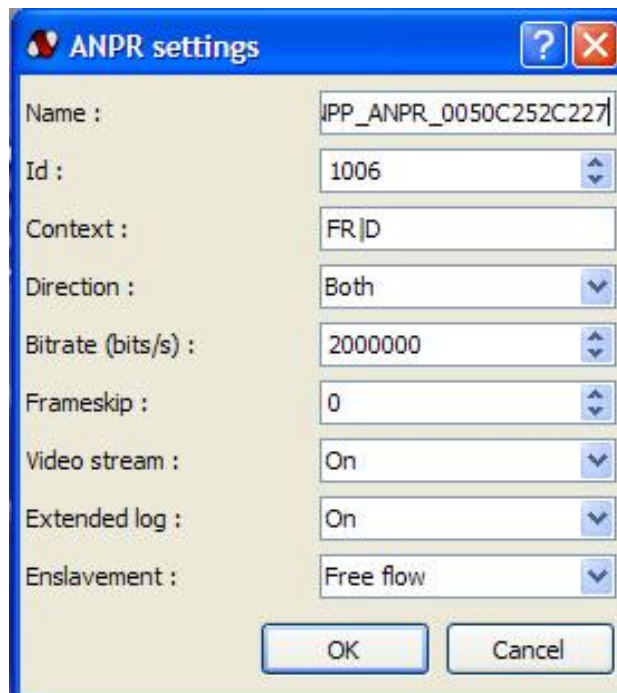 ANPR settings
Name : IPP_ANPR_0050C252C227
Id : 1006
Context : FR|D
Direction : Both
Bitrate (bits/s) : 2000000
Frameskip : 0
Video stream : On
Extended log : On
Enslavement : Free flow
OK Cancel